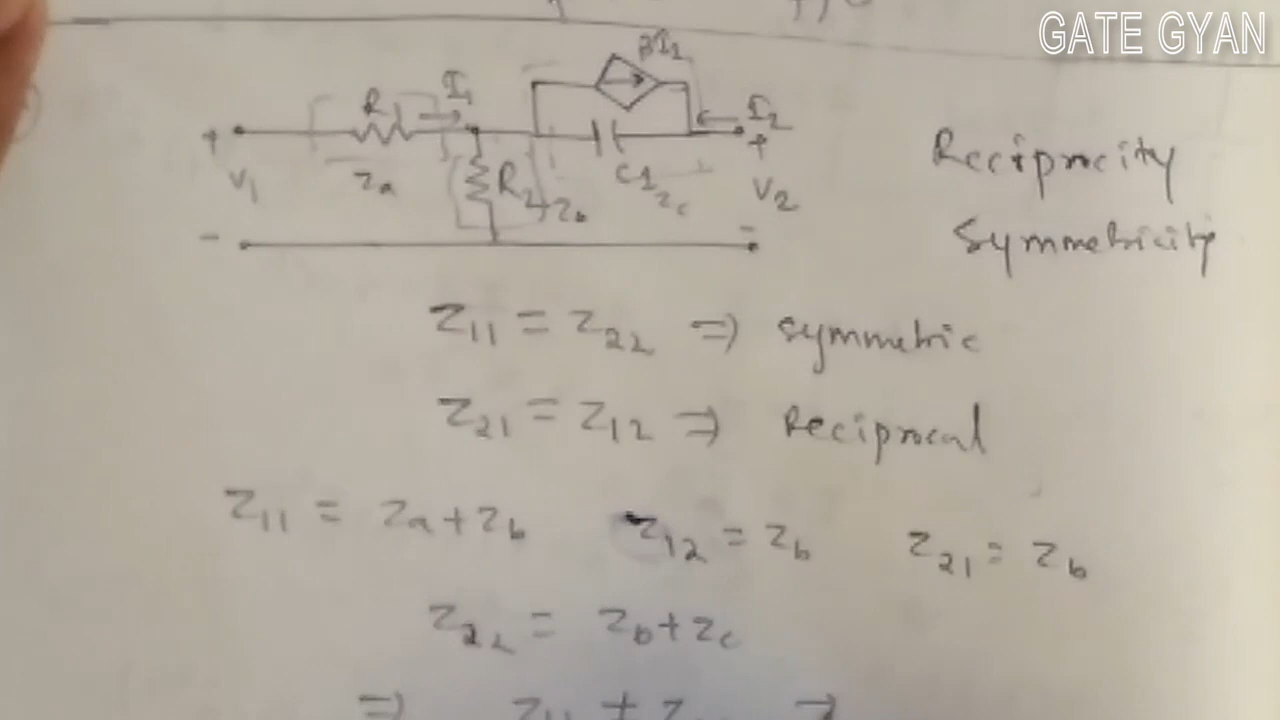 GATE GYAN
βI1
R1 I1 I2
+ +
V1 Za R2 Zb C1 Zc V2
- -
Reciprocity
Symmetricity
Z11 = Z22 => symmetric
Z21 = Z12 => Reciprocal
Z11 = Za + Zb Z12 = Zb Z21 = Zb
Z22 = Zb + Zc
=>